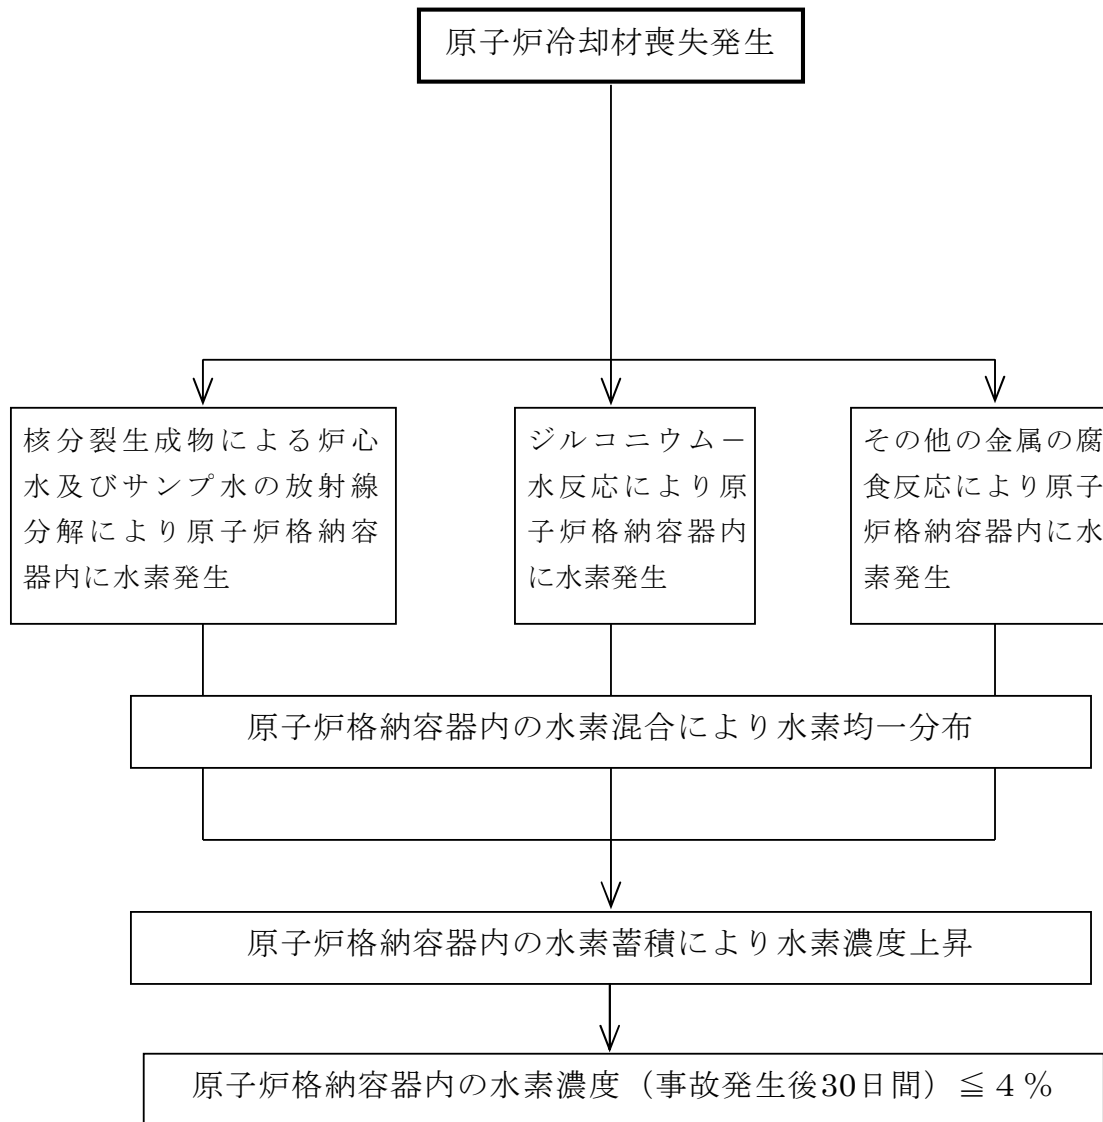 原子炉冷却材喪失発生
核分裂生成物による炉心
水及びサンプ水の放射線
分解により原子炉格納容
器内に水素発生
ジルコニウム－
水反応により原
子炉格納容器内
に水素発生
その他の金属の腐
食反応により原子
炉格納容器内に水
素発生
原子炉格納容器内の水素混合により水素均一分布
原子炉格納容器内の水素蓄積により水素濃度上昇
原子炉格納容器内の水素濃度（事故発生後30日間）≦４％